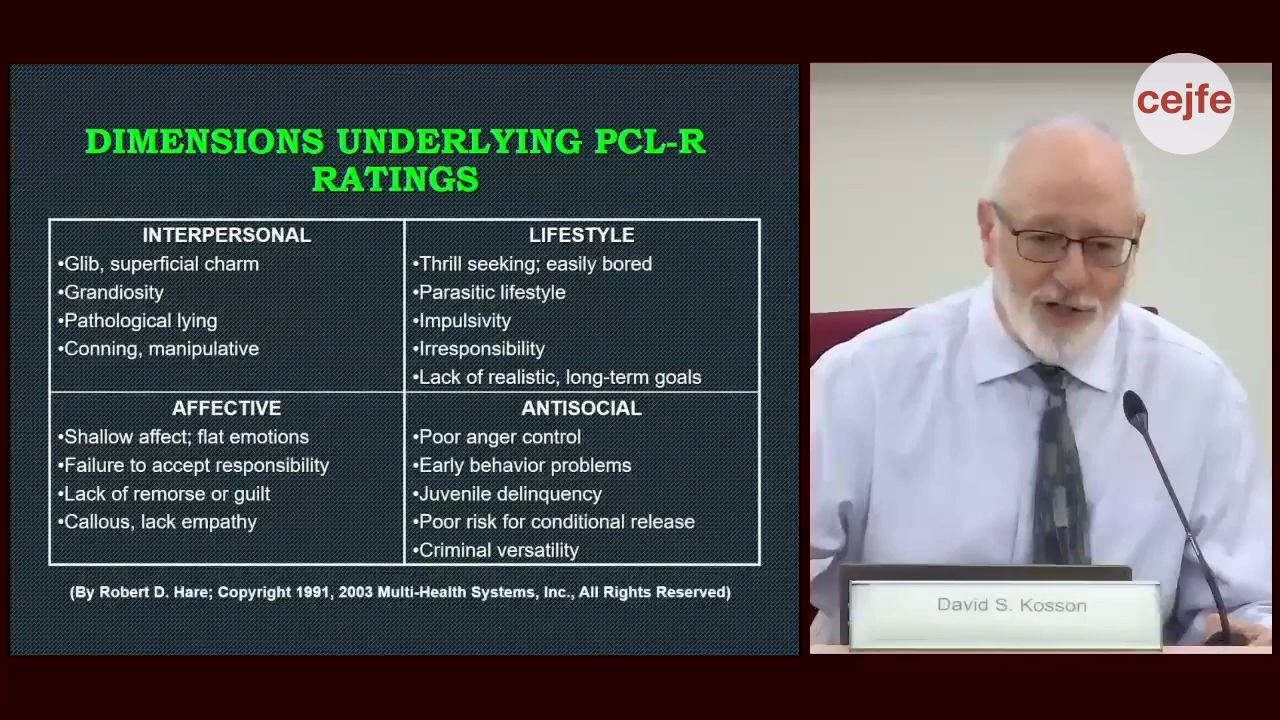 DIMENSIONS UNDERLYING PCL-R
RATINGS
INTERPERSONAL
•Glib, superficial charm
•Grandiosity
•Pathological lying
•Conning, manipulative
LIFESTYLE
•Thrill seeking; easily bored
•Parasitic lifestyle
•Impulsivity
•Irresponsibility
•Lack of realistic, long-term goals
AFFECTIVE
•Shallow affect; flat emotions
•Failure to accept responsibility
•Lack of remorse or guilt
•Callous, lack empathy
ANTISOCIAL
•Poor anger control
•Early behavior problems
•Juvenile delinquency
•Poor risk for conditional release
•Criminal versatility
(By Robert D. Hare; Copyright 1991, 2003 Multi-Health Systems, Inc., All Rights Reserved)
cejfe
David S. Kosson